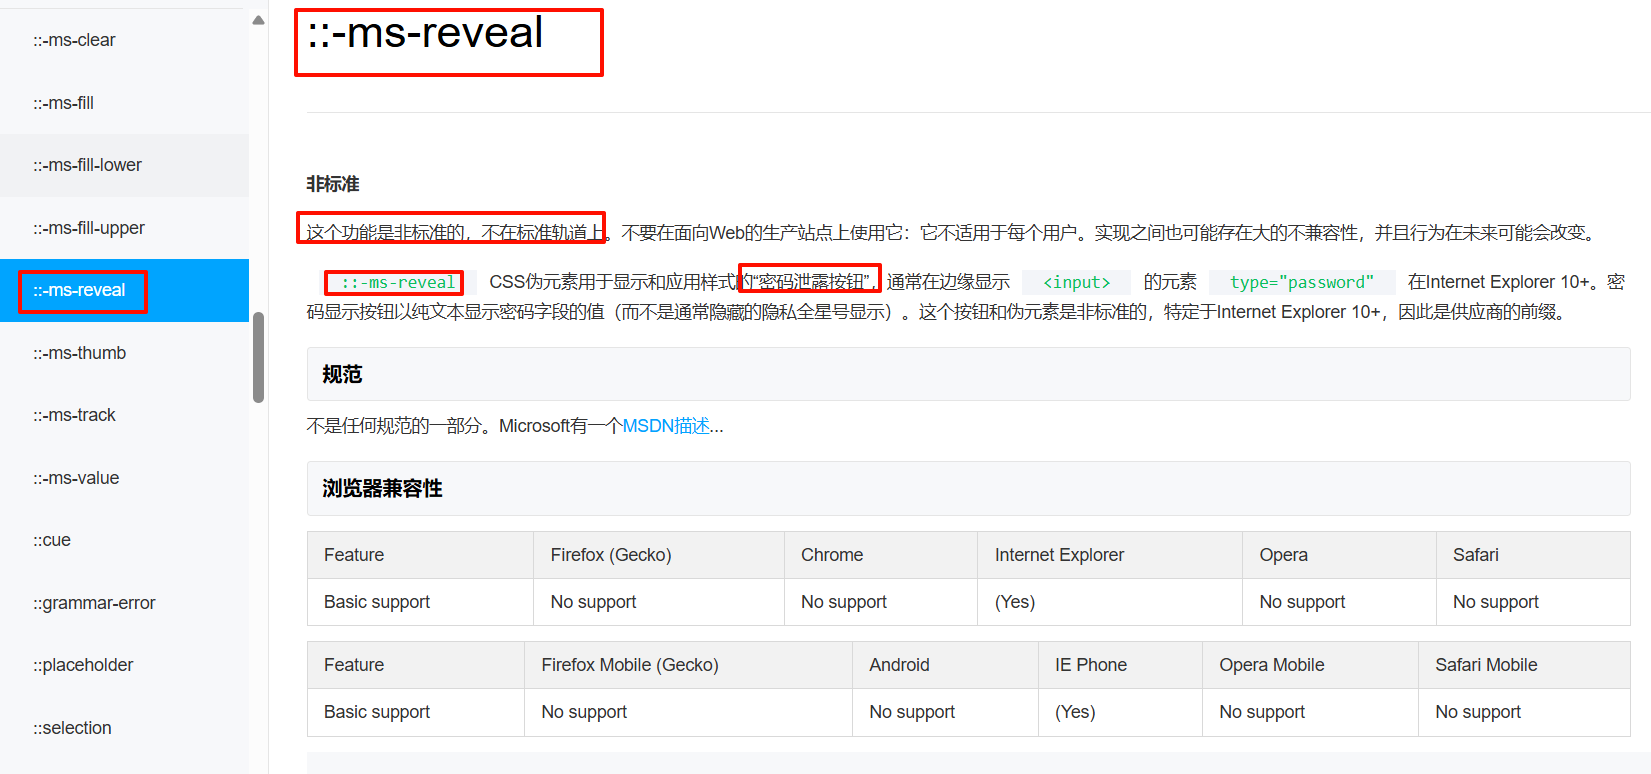 ::-ms-clear
::-ms-fill
::-ms-fill-lower
::-ms-fill-upper
::-ms-reveal
::-ms-thumb
::-ms-track
::-ms-value
::cue
::grammar-error
::placeholder
::selection
::-ms-reveal
非标准
这个功能是非标准的，不在标准轨道上。不要在面向Web的生产站点上使用它：它不适用于每个用户。实现之间也可能存在大的不兼容性，并且行为在未来可能会改变。
::-ms-reveal CSS伪元素用于显示和应用样式的“密码泄露按钮”，通常在边缘显示 <input> 的元素 type="password" 在Internet Explorer 10+。密
码显示按钮以纯文本显示密码字段的值（而不是通常隐藏的隐私全星号显示）。这个按钮和伪元素是非标准的，特定于Internet Explorer 10+，因此是供应商的前缀。
规范
不是任何规范的一部分。Microsoft有一个MSDN描述...
浏览器兼容性
Feature Firefox (Gecko) Chrome Internet Explorer Opera Safari
Basic support No support No support (Yes) No support No support
Feature Firefox Mobile (Gecko) Android IE Phone Opera Mobile Safari Mobile
Basic support No support No support (Yes) No support No support